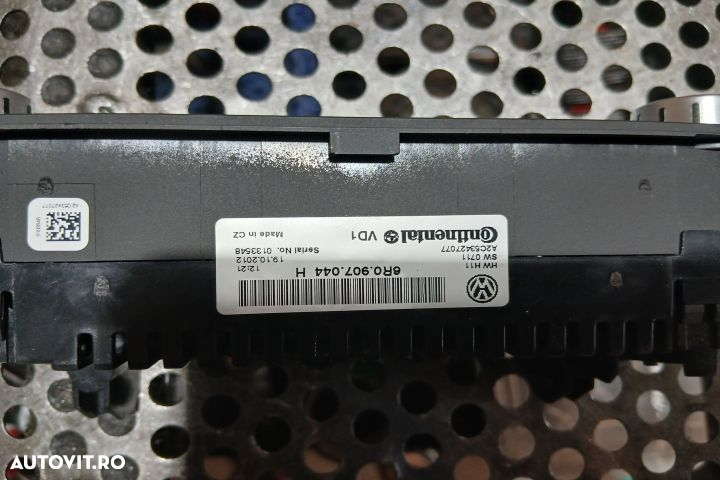 6R0.907.044 H
HW H11
SW 0711
A2C53427077
12:21
19.10.2012
Serial No. 0133548
Made in CZ
Continental VD1
A2C53427077
AUTOVIT.RO